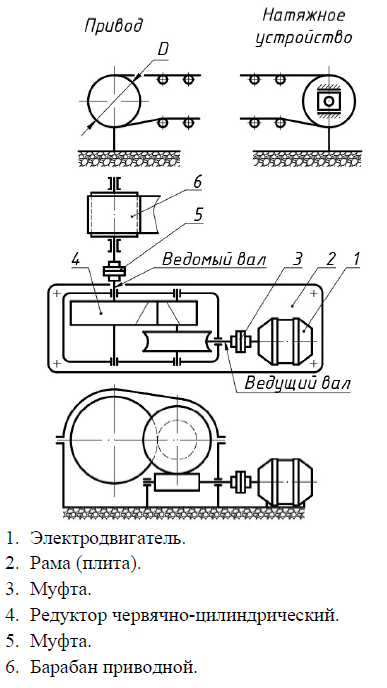 Привод
Натяжное
устройство
D
6
5
Ведомый вал
4
3
2
1
Ведущий вал
1. Электродвигатель.
2. Рама (плита).
3. Муфта.
4. Редуктор червячно-цилиндрический.
5. Муфта.
6. Барабан приводной.